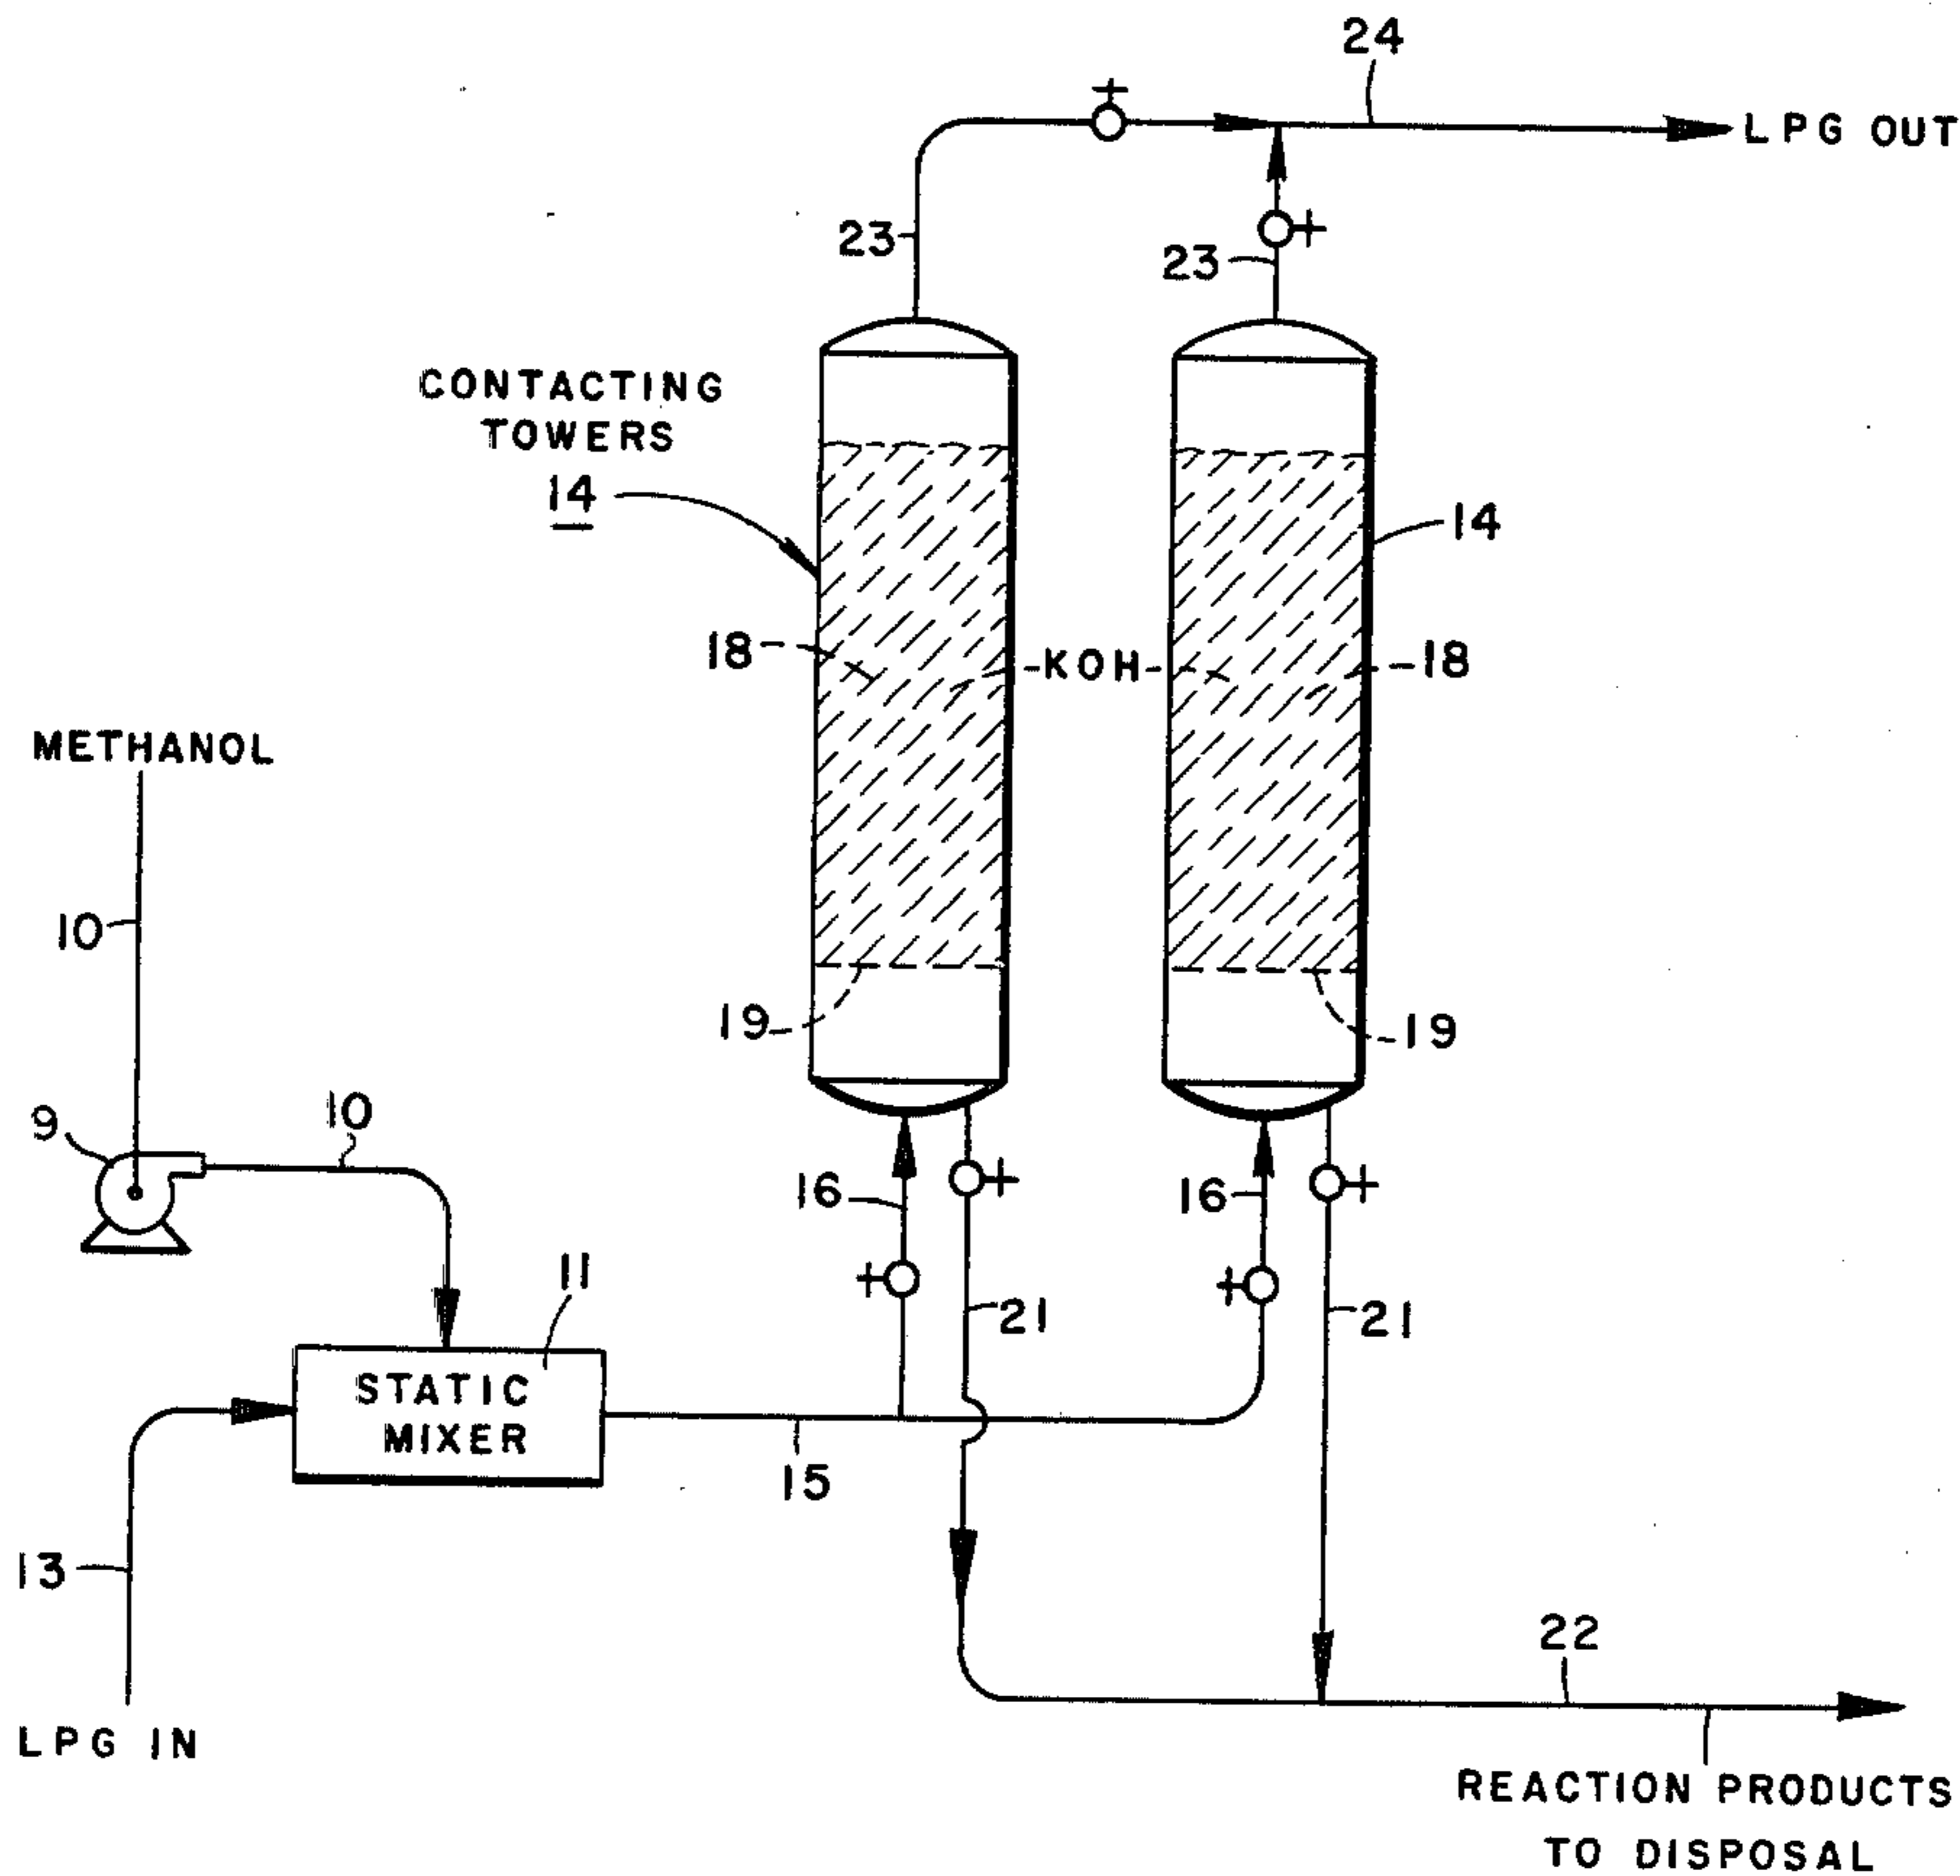 24
LPG OUT
23
23
CONTACTING
TOWERS
14
14
18
KOH
18
METHANOL
10
19
19
9
10
16
16
11
21
21
STATIC
MIXER
15
13
22
LPG IN
REACTION PRODUCTS
TO DISPOSAL